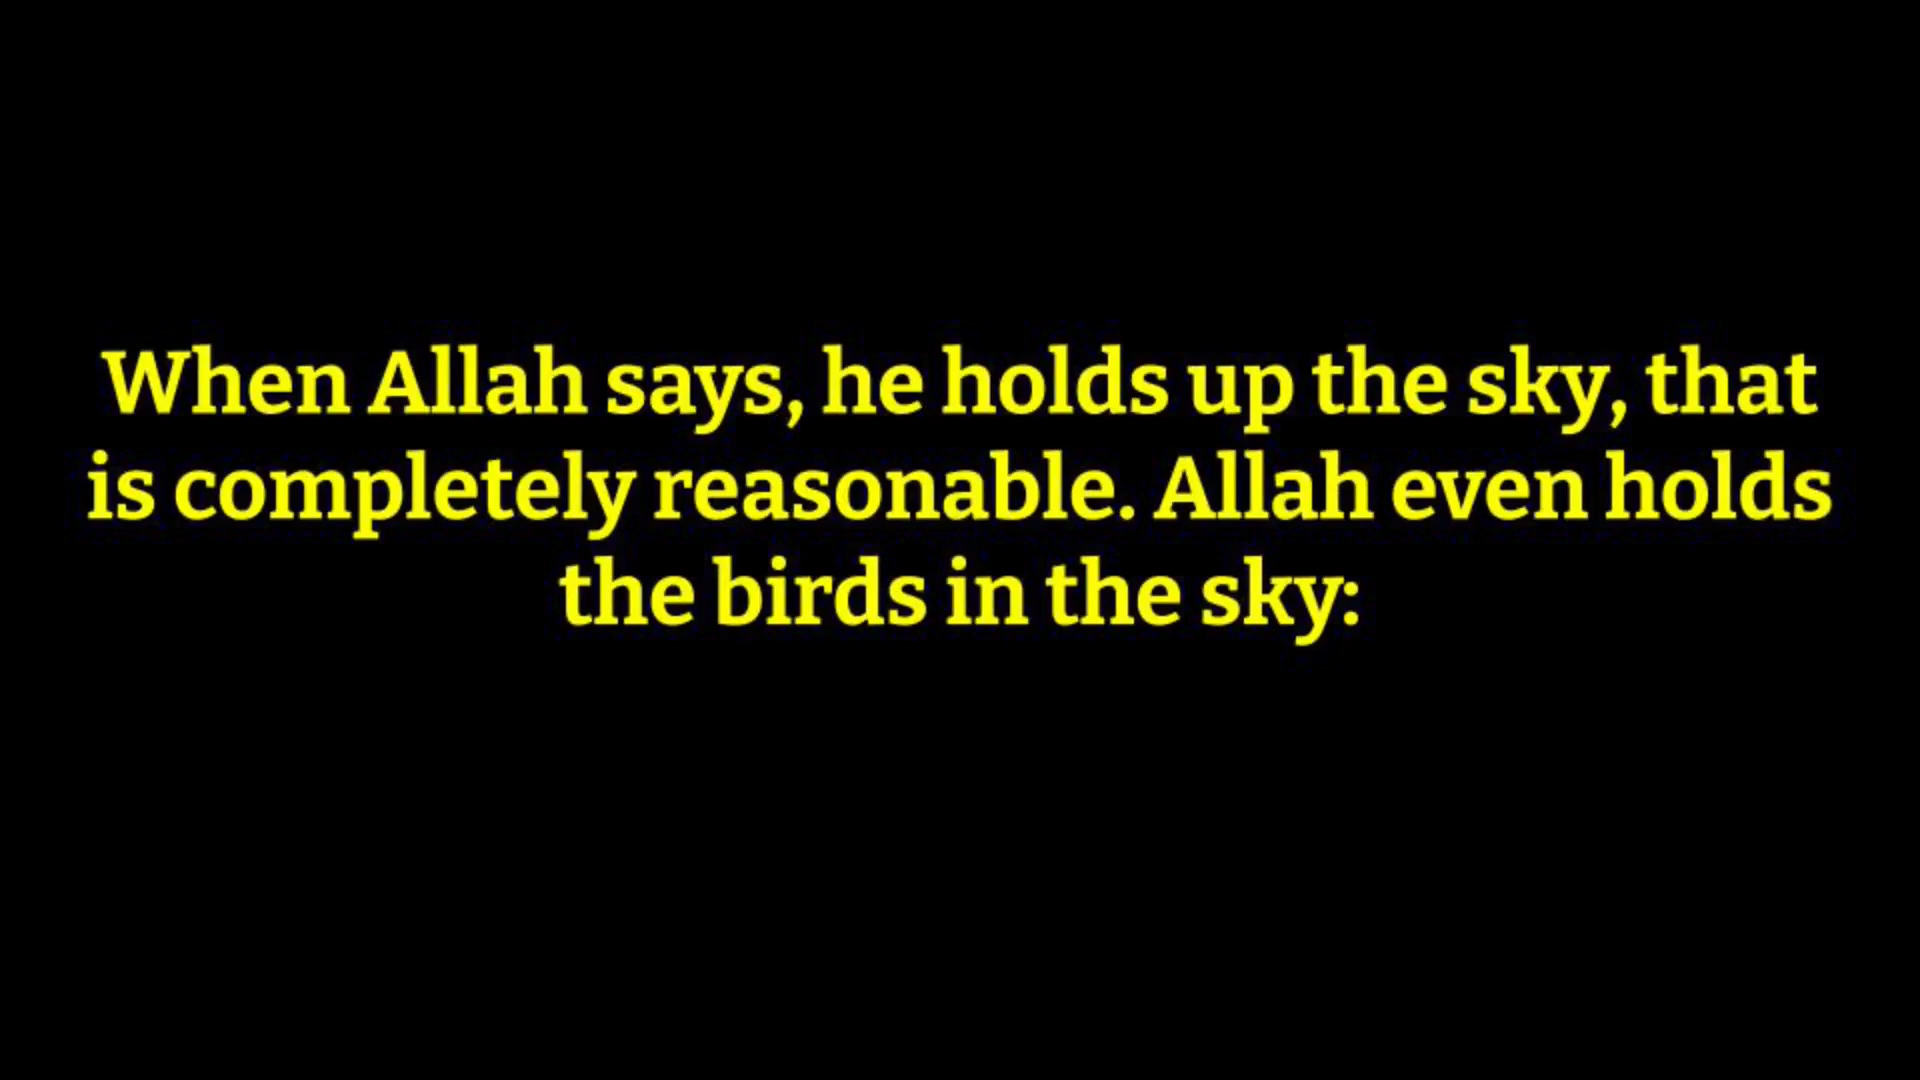 When Allah says, he holds up the sky, that
is completely reasonable. Allah even holds
the birds in the sky: